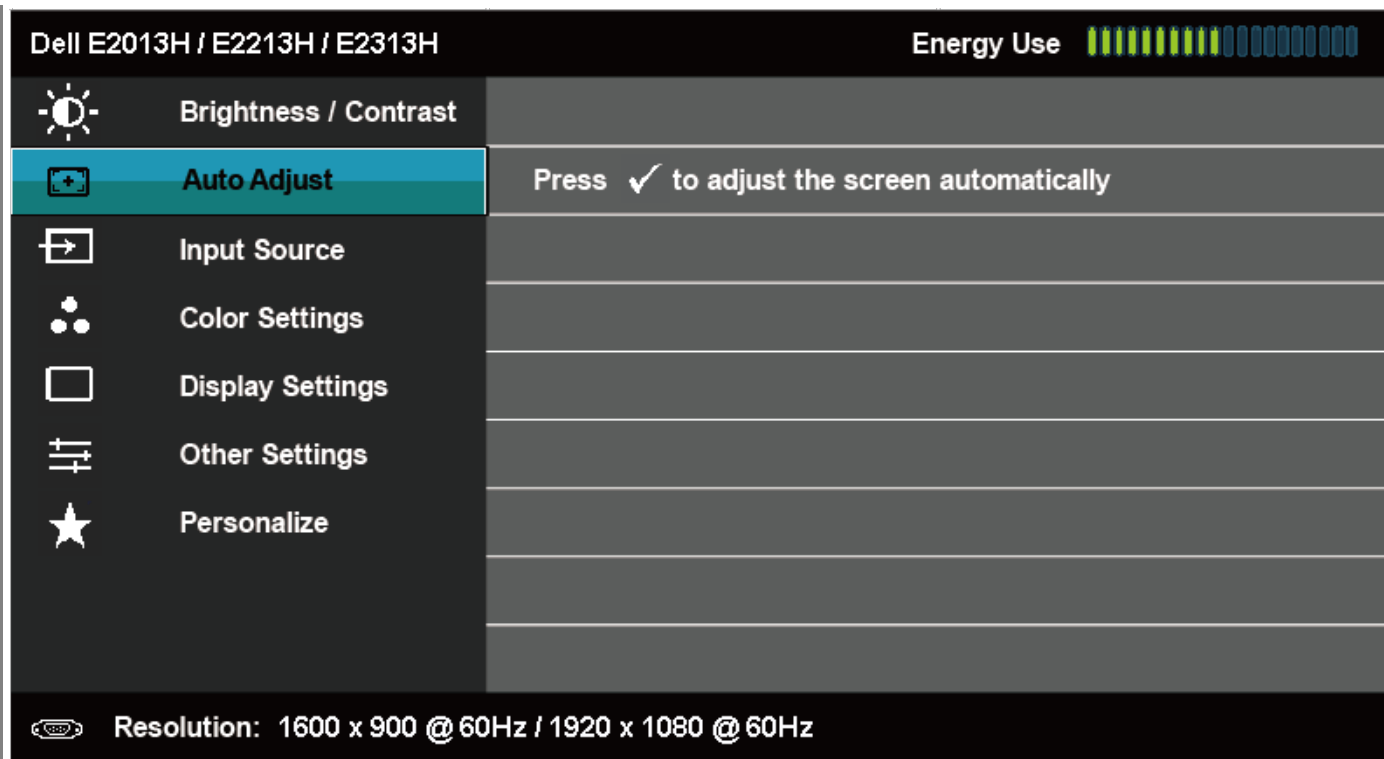 Dell E2013H / E2213H / E2313H
Energy Use
Brightness / Contrast
Auto Adjust
Press ✓ to adjust the screen automatically
Input Source
Color Settings
Display Settings
Other Settings
Personalize
Resolution: 1600 x 900 @ 60Hz / 1920 x 1080 @ 60Hz